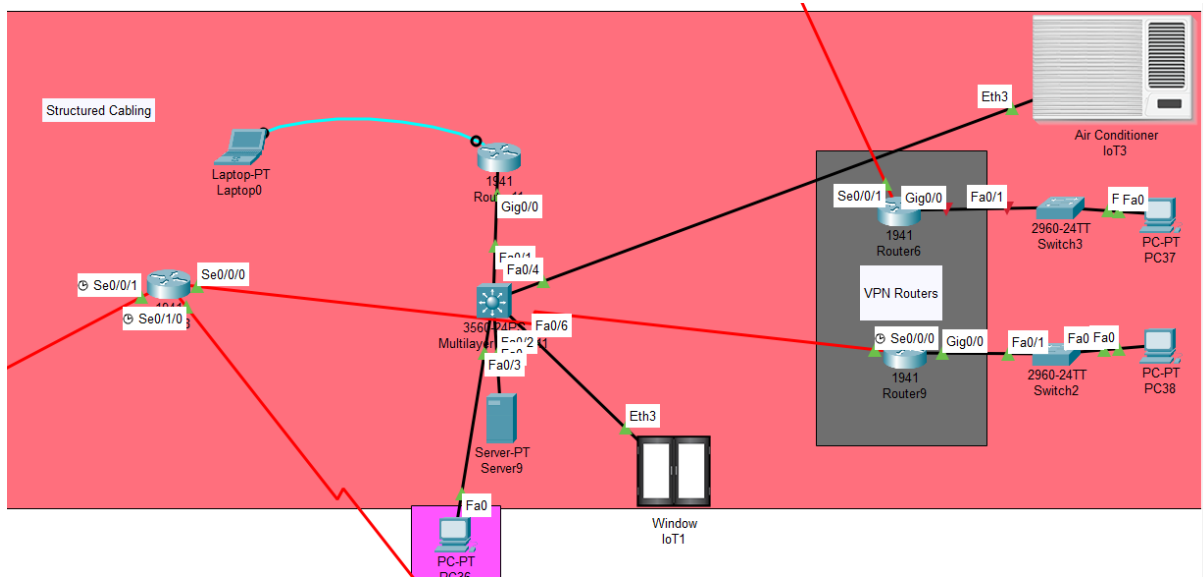 Structured Cabling
Laptop-PT
Laptop0
1941
Gig0/0
Fa0/4
Eth3
Air Conditioner
IoT3
Se0/0/1
Gig0/0
Fa0/1
F
Fa0
1941
Router6
2960-24TT
Switch3
PC-PT
PC37
VPN Routers
Se0/0/1
Se0/0/0
Se0/1/0
Fa0/6
Fa0/3
Se0/0/0
Gig0/0
Fa0/1
Fa0
Fa0
1941
Router9
2960-24TT
Switch2
PC-PT
PC38
Eth3
Server-PT
Server9
Window
IoT1
Fa0
PC-PT